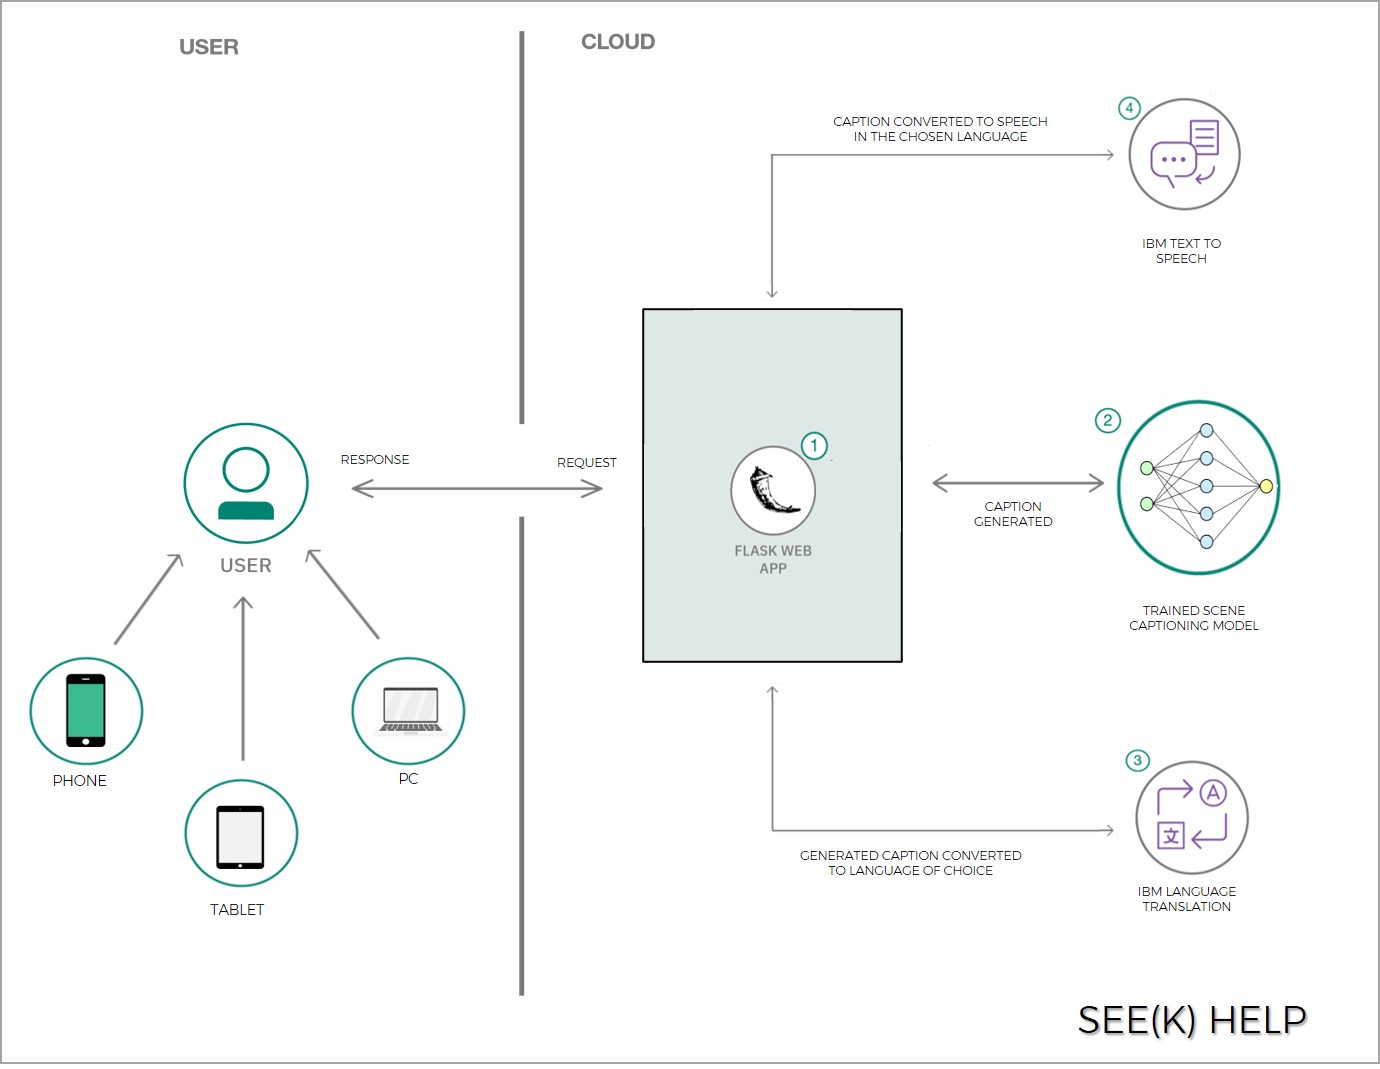 USER
CLOUD
4
CAPTION CONVERTED TO SPEECH
IN THE CHOSEN LANGUAGE
IBM TEXT TO
SPEECH
2
1
RESPONSE
REQUEST
CAPTION
GENERATED
FLASK WEB
APP
USER
TRAINED SCENE
CAPTIONING MODEL
PHONE
PC
TABLET
3
A
文
GENERATED CAPTION CONVERTED
TO LANGUAGE OF CHOICE
IBM LANGUAGE
TRANSLATION
SEE(K) HELP